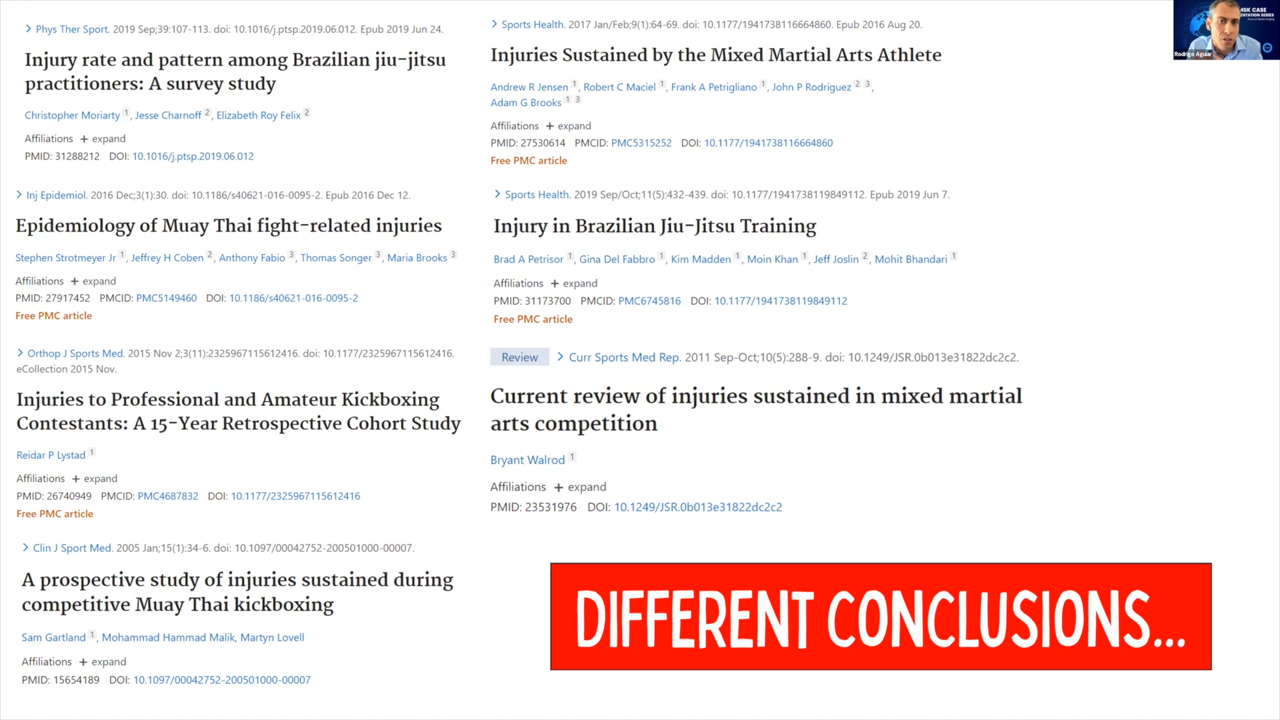 > Phys Ther Sport. 2019 Sep;39:107-113. doi: 10.1016/j.ptsp.2019.06.012. Epub 2019 Jun 24.
Injury rate and pattern among Brazilian jiu-jitsu
practitioners: A survey study
Christopher Moriarty 1, Jesse Charnoff 2, Elizabeth Roy Felix 2
Affiliations + expand
PMID: 31288212 DOI: 10.1016/j.ptsp.2019.06.012
> Inj Epidemiol. 2016 Dec;3(1):30. doi: 10.1186/s40621-016-0095-2. Epub 2016 Dec 12.
Epidemiology of Muay Thai fight-related injuries
Stephen Strotmeyer Jr 1, Jeffrey H Coben 2, Anthony Fabio 3, Thomas Songer 3, Maria Brooks 3
Affiliations + expand
PMID: 27917452 PMCID: PMC5149460 DOI: 10.1186/s40621-016-0095-2
Free PMC article
> Orthop J Sports Med. 2015 Nov 2;3(11):2325967115612416. doi: 10.1177/2325967115612416.
eCollection 2015 Nov.
Injuries to Professional and Amateur Kickboxing
Contestants: A 15-Year Retrospective Cohort Study
Reidar P Lystad 1
Affiliations + expand
PMID: 26740949 PMCID: PMC4687832 DOI: 10.1177/2325967115612416
Free PMC article
> Clin J Sport Med. 2005 Jan;15(1):34-6. doi: 10.1097/00042752-200501000-00007.
A prospective study of injuries sustained during
competitive Muay Thai kickboxing
Sam Gartland 1, Mohammad Hammad Malik, Martyn Lovell
Affiliations + expand
PMID: 15654189 DOI: 10.1097/00042752-200501000-00007
> Sports Health. 2017 Jan/Feb;9(1):64-69. doi: 10.1177/1941738116664860. Epub 2016 Aug 20.
Injuries Sustained by the Mixed Martial Arts Athlete
Andrew R Jensen 1, Robert C Maciel 1, Frank A Petrigliano 1, John P Rodriguez 2 3,
Adam G Brooks 1 3
Affiliations + expand
PMID: 27530614 PMCID: PMC5315252 DOI: 10.1177/1941738116664860
Free PMC article
> Sports Health. 2019 Sep/Oct;11(5):432-439. doi: 10.1177/1941738119849112. Epub 2019 Jun 7.
Injury in Brazilian Jiu-Jitsu Training
Brad A Petrisor 1, Gina Del Fabbro 1, Kim Madden 1, Moin Khan 1, Jeff Joslin 2, Mohit Bhandari 1
Affiliations + expand
PMID: 31173700 PMCID: PMC6745816 DOI: 10.1177/1941738119849112
Free PMC article
Review > Curr Sports Med Rep. 2011 Sep-Oct;10(5):288-9. doi: 10.1249/JSR.0b013e31822dc2c2.
Current review of injuries sustained in mixed martial
arts competition
Bryant Walrod 1
Affiliations + expand
PMID: 23531976 DOI: 10.1249/JSR.0b013e31822dc2c2
DIFFERENT CONCLUSIONS...
MSK CASE
Rodrigo Aguiar